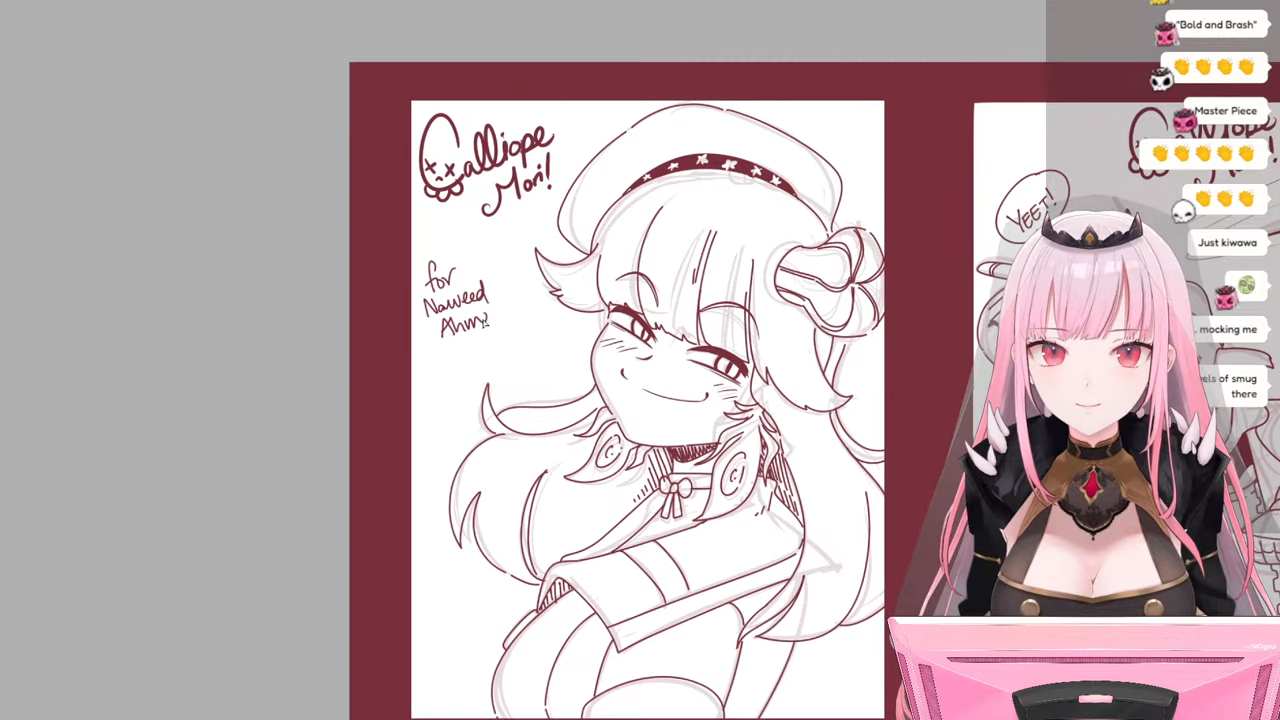 Calliope
Mori!
for
Naweed
Ahm
YEET!
"Bold and Brash"
Master Piece
Just kiwawa
mocking me
of smug
there